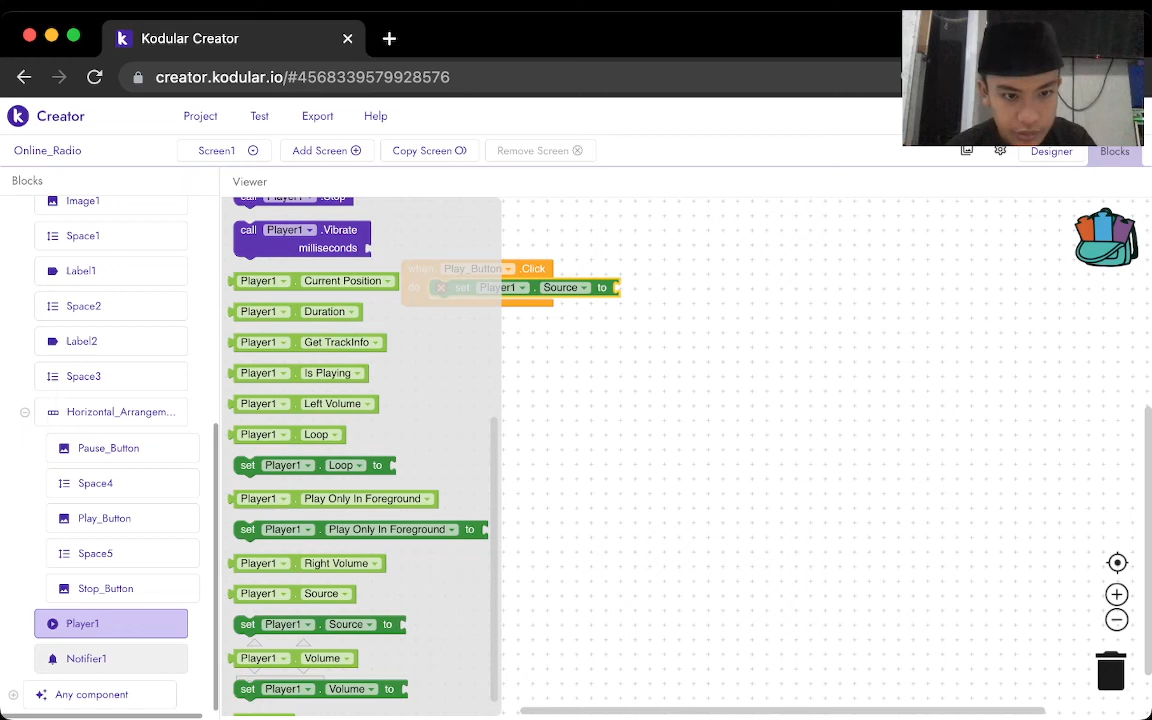 Kodular Creator
creator.kodular.io/#4568339579928576
Creator
Project
Test
Export
Help
Online_Radio
Screen1
Add Screen
Copy Screen
Remove Screen
Designer
Blocks
Blocks
Viewer
Image1
Space1
Label1
Space2
Label2
Space3
Horizontal_Arrangem...
Pause_Button
Space4
Play_Button
Space5
Stop_Button
Player1
Notifier1
Any component
call Player1 .Stop
call Player1 .Vibrate
milliseconds
Player1 . Current Position
Player1 . Duration
Player1 . Get TrackInfo
Player1 . Is Playing
Player1 . Left Volume
Player1 . Loop
set Player1 . Loop to
Player1 . Play Only In Foreground
set Player1 . Play Only In Foreground to
Player1 . Right Volume
Player1 . Source
set Player1 . Source to
Player1 . Volume
set Player1 . Volume to
when Play_Button .Click
do set Player1 . Source to